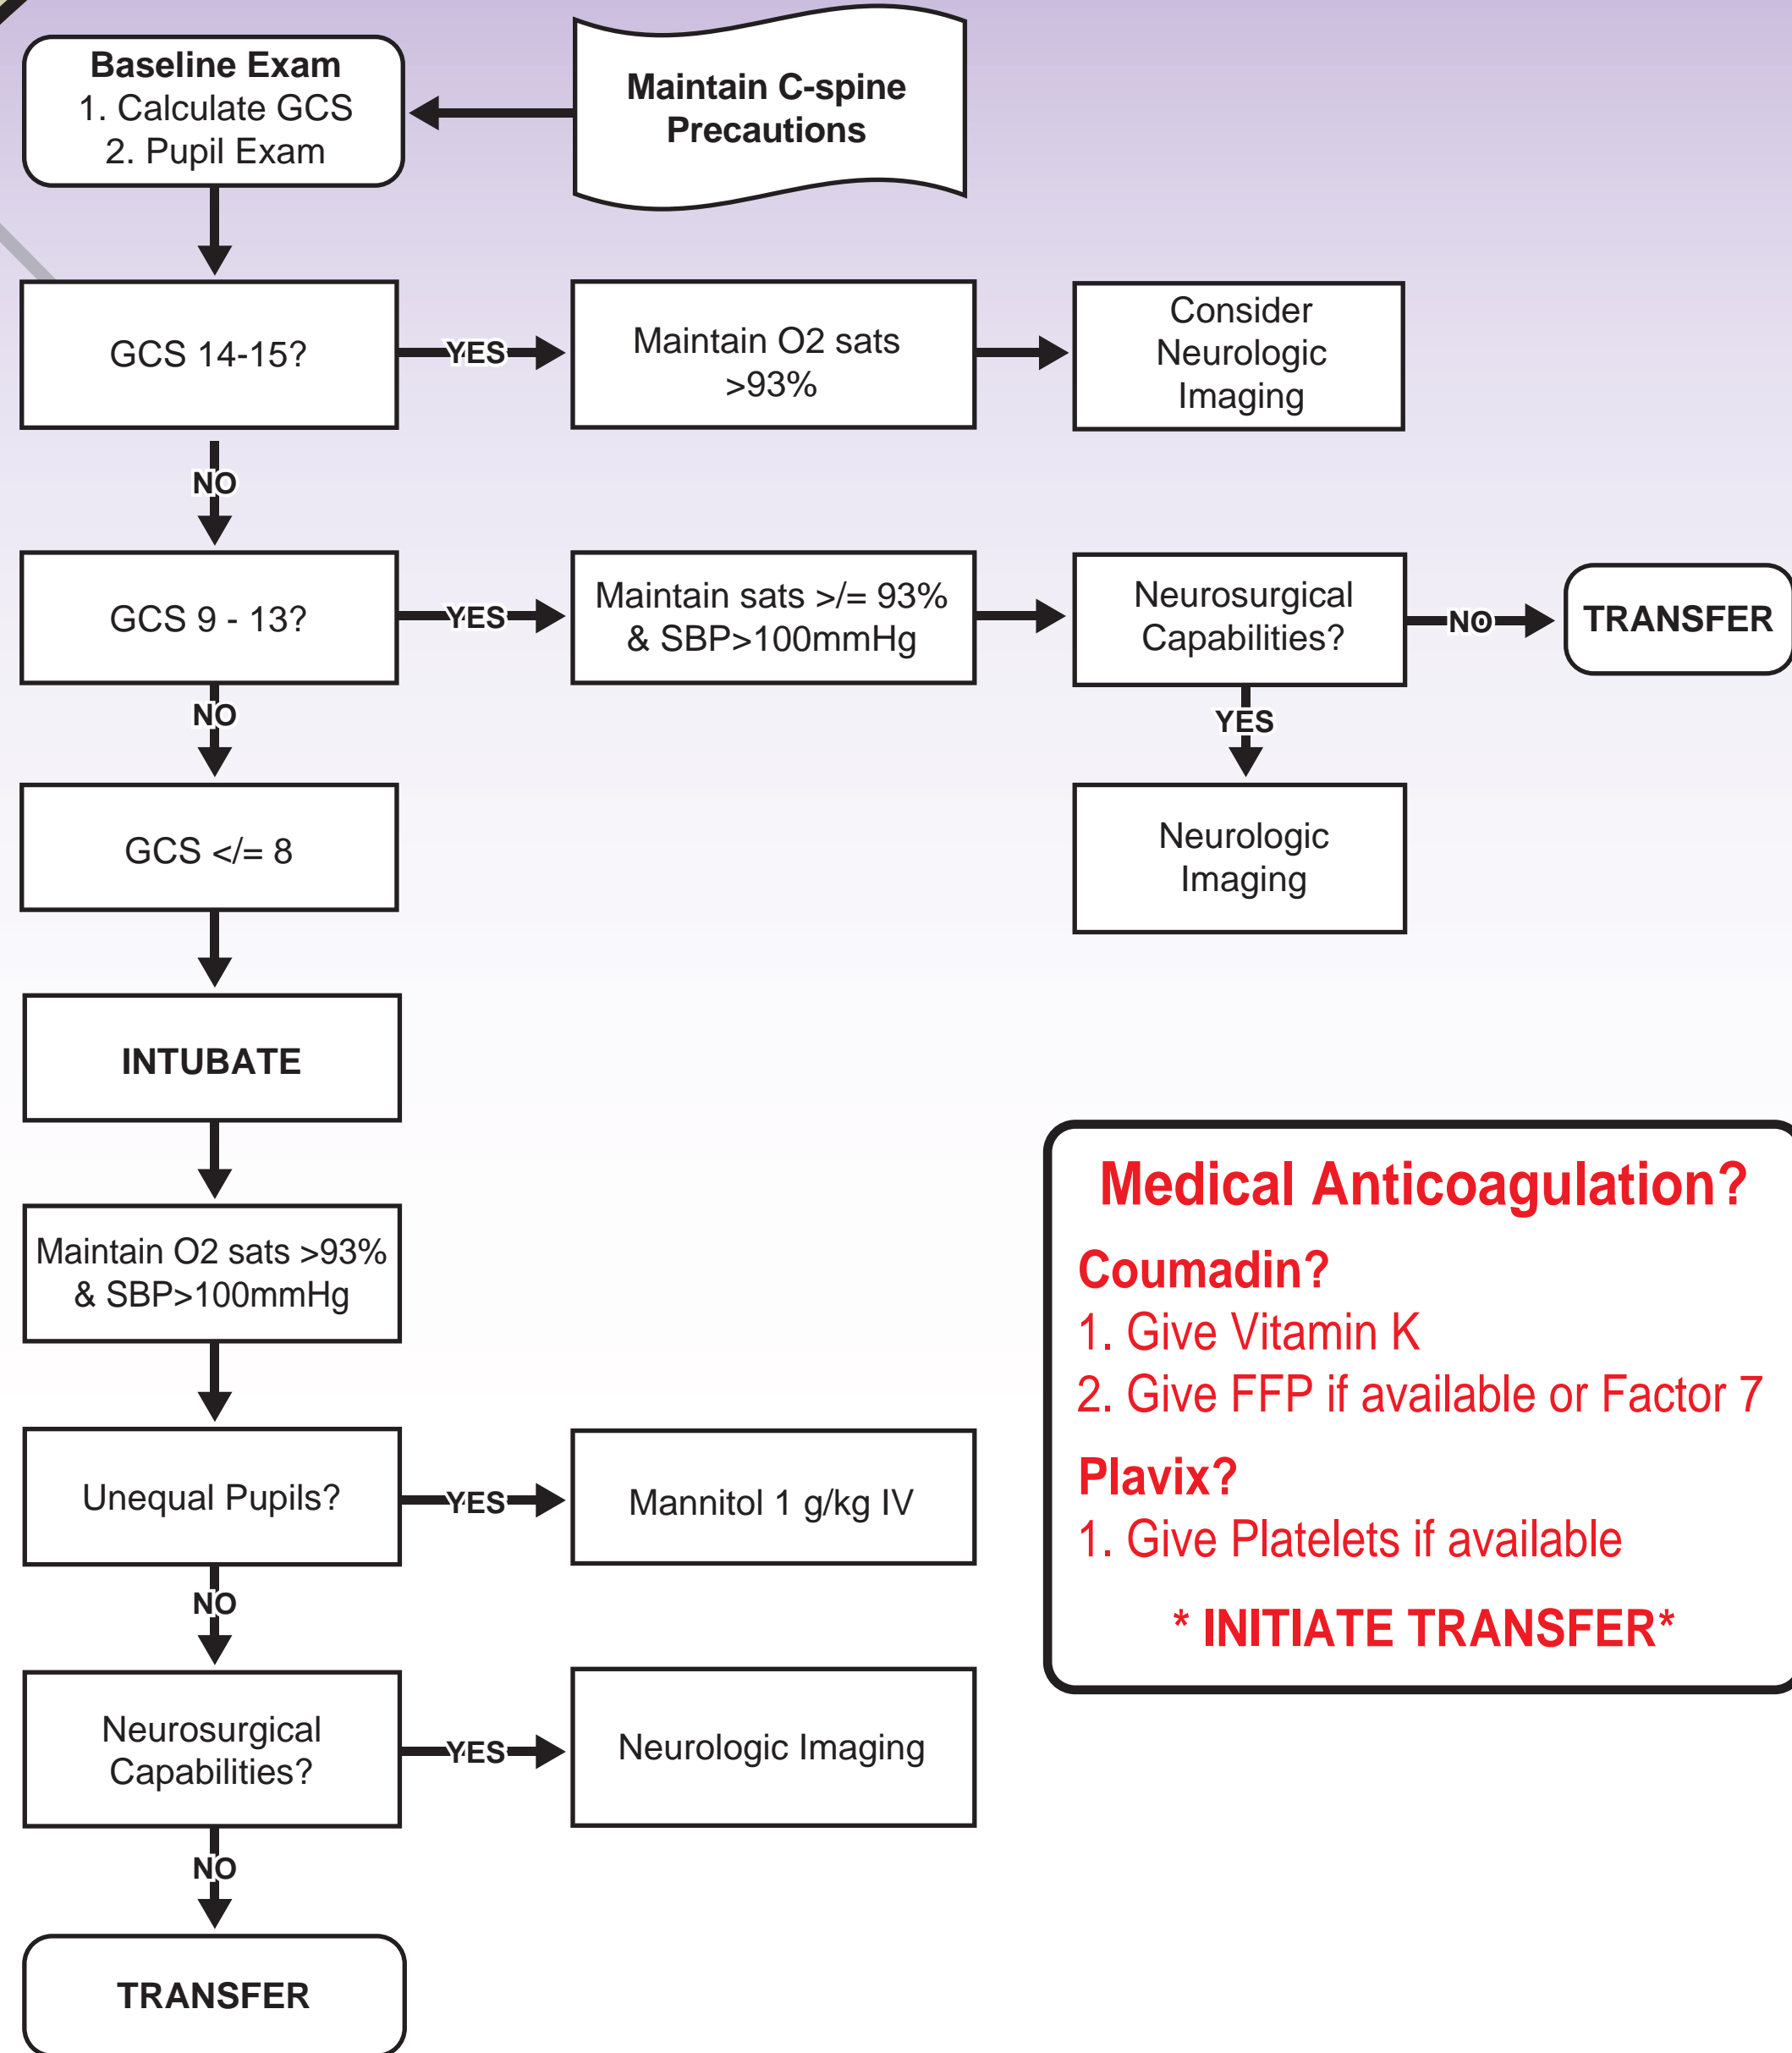 Baseline Exam
1. Calculate GCS
2. Pupil Exam
Maintain C-spine
Precautions
GCS 14-15?
YES
Maintain O2 sats
>93%
Consider
Neurologic
Imaging
NO
GCS 9 - 13?
YES
Maintain sats >/= 93%
& SBP>100mmHg
Neurosurgical
Capabilities?
NO
TRANSFER
NO
YES
GCS </= 8
Neurologic
Imaging
INTUBATE
Maintain O2 sats >93%
& SBP>100mmHg
Unequal Pupils?
YES
Mannitol 1 g/kg IV
NO
Neurosurgical
Capabilities?
YES
Neurologic Imaging
NO
TRANSFER
Medical Anticoagulation?
Coumadin?
1. Give Vitamin K
2. Give FFP if available or Factor 7
Plavix?
1. Give Platelets if available
* INITIATE TRANSFER*